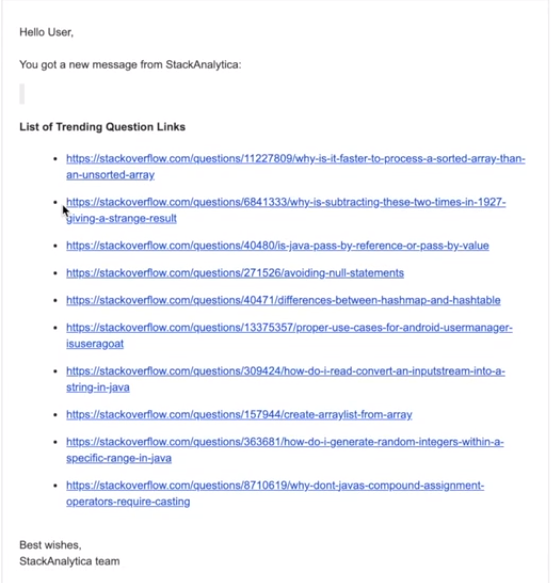 Hello User,
You got a new message from StackAnalytica:
List of Trending Question Links
https://stackoverflow.com/questions/11227809/why-is-it-faster-to-process-a-sorted-array-than-
an-unsorted-array
https://stackoverflow.com/questions/6841333/why-is-subtracting-these-two-times-in-1927-
giving-a-strange-result
https://stackoverflow.com/questions/40480/is-java-pass-by-reference-or-pass-by-value
https://stackoverflow.com/questions/271526/avoiding-null-statements
https://stackoverflow.com/questions/40471/differences-between-hashmap-and-hashtable
https://stackoverflow.com/questions/13375357/proper-use-cases-for-android-usermanager-
isuseragoat
https://stackoverflow.com/questions/309424/how-do-i-read-convert-an-inputstream-into-a-
string-in-java
https://stackoverflow.com/questions/157944/create-arraylist-from-array
https://stackoverflow.com/questions/363681/how-do-i-generate-random-integers-within-a-
specific-range-in-java
https://stackoverflow.com/questions/8710619/why-dont-javas-compound-assignment-
operators-require-casting
Best wishes,
StackAnalytica team